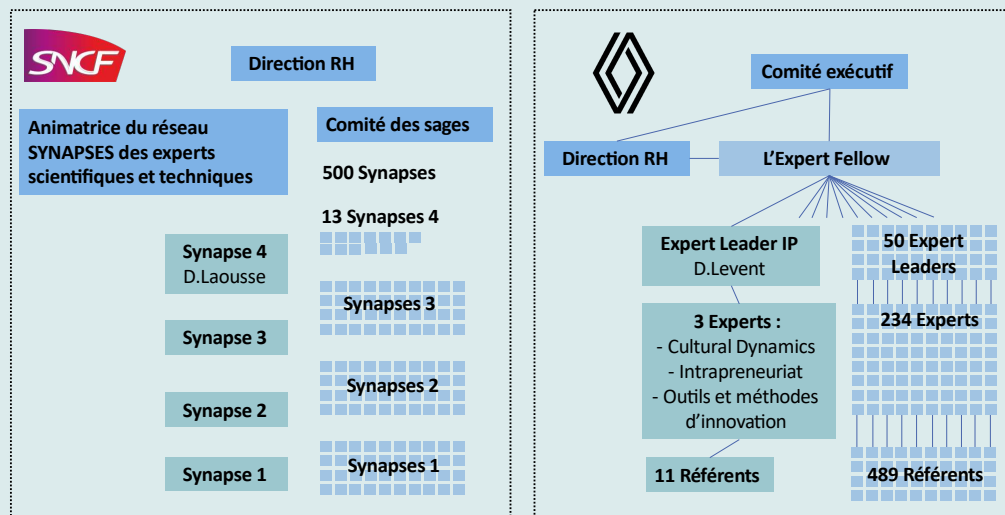 SNCF
Direction RH
Animatrice du réseau
SYNAPSES des experts
scientifiques et techniques
Comité des sages
500 Synapses
13 Synapses 4
Synapse 4
D.Laousse
Synapses 3
Synapse 3
Synapses 2
Synapse 2
Synapses 1
Synapse 1
Comité exécutif
Direction RH
L’Expert Fellow
Expert Leader IP
D.Levent
50 Expert
Leaders
3 Experts :
- Cultural Dynamics
- Intrapreneuriat
- Outils et méthodes
d’innovation
234 Experts
11 Référents
489 Référents